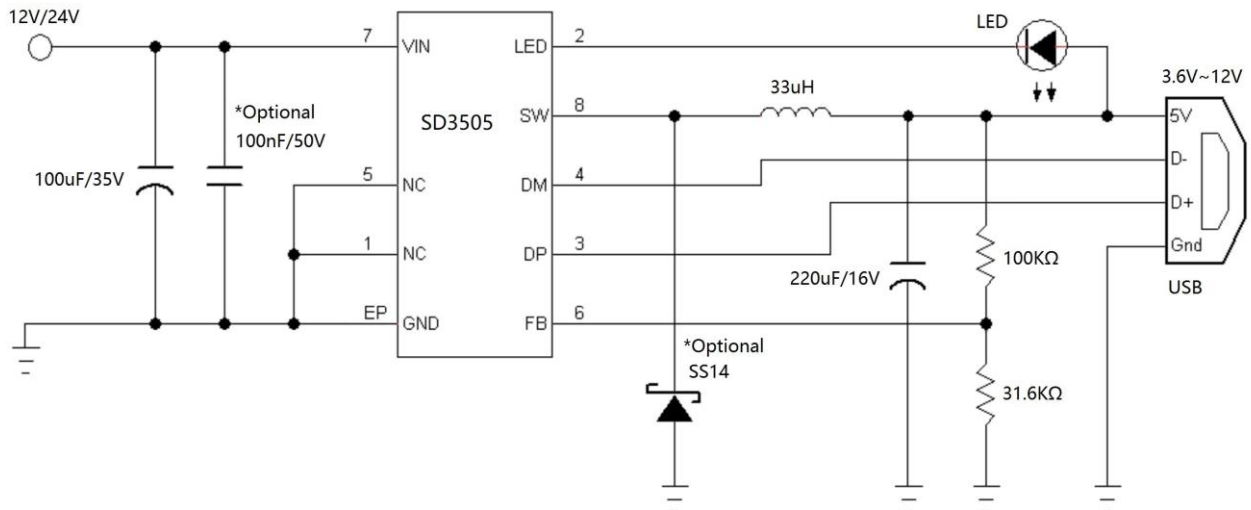 12V/24V
7
VIN
LED
2
LED
3.6V~12V
*Optional
100nF/50V
SD3505
SW
8
33uH
5V
100uF/35V
5
NC
DM
4
D-
D+
1
NC
DP
3
220uF/16V
100KΩ
Gnd
USB
EP
GND
FB
6
*Optional
SS14
31.6KΩ